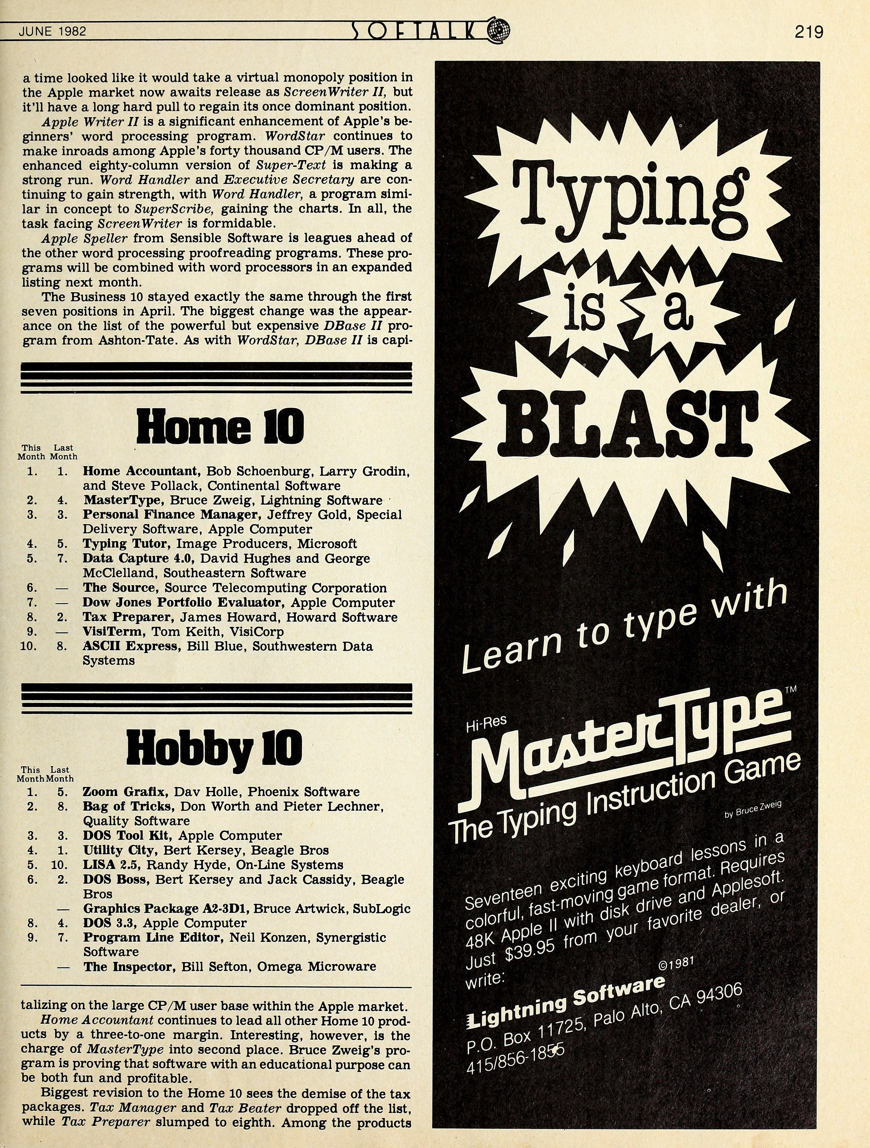 JUNE 1982
SOFTALK
219
a time looked like it would take a virtual monopoly position in
the Apple market now awaits release as ScreenWriter II, but
it'll have a long hard pull to regain its once dominant position.
Apple Writer II is a significant enhancement of Apple's be-
ginners' word processing program. WordStar continues to
make inroads among Apple's forty thousand CP/M users. The
enhanced eighty-column version of Super-Text is making a
strong run. Word Handler and Executive Secretary are con-
tinuing to gain strength, with Word Handler, a program simi-
lar in concept to SuperScribe, gaining the charts. In all, the
task facing ScreenWriter is formidable.
Apple Speller from Sensible Software is leagues ahead of
the other word processing proofreading programs. These pro-
grams will be combined with word processors in an expanded
listing next month.
The Business 10 stayed exactly the same through the first
seven positions in April. The biggest change was the appear-
ance on the list of the powerful but expensive DBase II pro-
gram from Ashton-Tate. As with WordStar, DBase II is capi-
Home 10
This Last
Month Month
1. 1. Home Accountant, Bob Schoenburg, Larry Grodin,
and Steve Pollack, Continental Software
2. 4. MasterType, Bruce Zweig, Lightning Software
3. 3. Personal Finance Manager, Jeffrey Gold, Special
Delivery Software, Apple Computer
4. 5. Typing Tutor, Image Producers, Microsoft
5. 7. Data Capture 4.0, David Hughes and George
McClelland, Southeastern Software
6. — The Source, Source Telecomputing Corporation
7. — Dow Jones Portfolio Evaluator, Apple Computer
8. 2. Tax Preparer, James Howard, Howard Software
9. — VisiTerm, Tom Keith, VisiCorp
10. 8. ASCII Express, Bill Blue, Southwestern Data
Systems
Hobby 10
This Last
Month Month
1. 5. Zoom Grafix, Dav Holle, Phoenix Software
2. 8. Bag of Tricks, Don Worth and Pieter Lechner,
Quality Software
3. 3. DOS Tool Kit, Apple Computer
4. 1. Utility City, Bert Kersey, Beagle Bros
5. 10. LISA 2.5, Randy Hyde, On-Line Systems
6. 2. DOS Boss, Bert Kersey and Jack Cassidy, Beagle
Bros
— Graphics Package A2-3D1, Bruce Artwick, SubLogic
8. 4. DOS 3.3, Apple Computer
9. 7. Program Line Editor, Neil Konzen, Synergistic
Software
— The Inspector, Bill Sefton, Omega Microware
talizing on the large CP/M user base within the Apple market.
Home Accountant continues to lead all other Home 10 prod-
ucts by a three-to-one margin. Interesting, however, is the
charge of MasterType into second place. Bruce Zweig's pro-
gram is proving that software with an educational purpose can
be both fun and profitable.
Biggest revision to the Home 10 sees the demise of the tax
packages. Tax Manager and Tax Beater dropped off the list,
while Tax Preparer slumped to eighth. Among the products
Typing
is a
BLAST
Learn to type with
Hi-Res
MasterType™
The Typing Instruction Game
by Bruce Zweig
Seventeen exciting keyboard lessons in a
colorful, fast-moving game format. Requires
48K Apple II with disk drive and Applesoft.
Just $39.95 from your favorite dealer, or
write:
©1981
Lightning Software
P.O. Box 11725, Palo Alto, CA 94306
415/856-1855